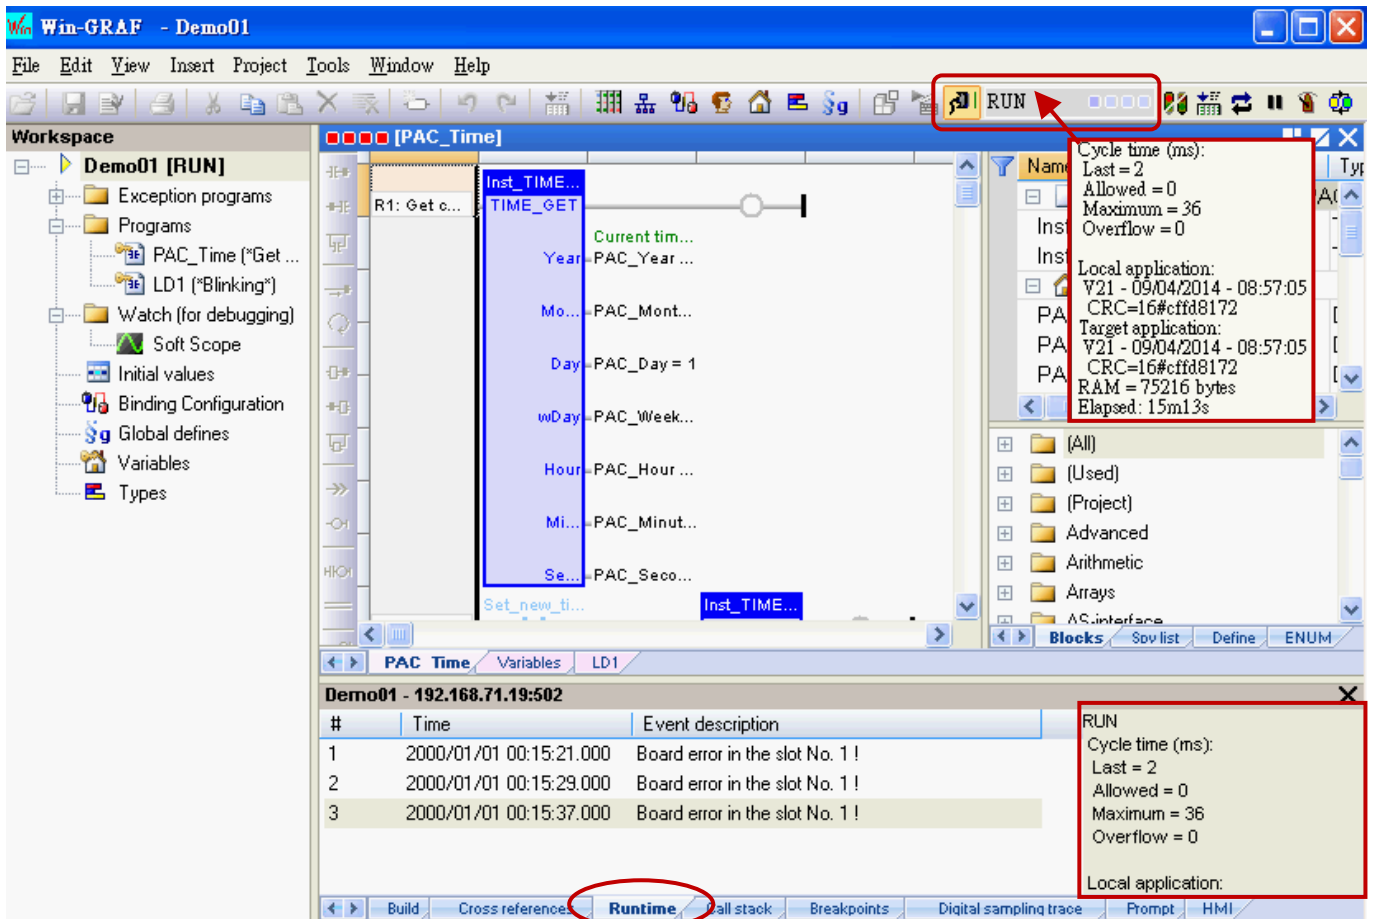 Win-GRAF - Demo01
File Edit View Insert Project Tools Window Help
RUN
Workspace
Demo01 [RUN]
Exception programs
Programs
PAC_Time (*Get ...
LD1 (*Blinking*)
Watch (for debugging)
Soft Scope
Initial values
Binding Configuration
Global defines
Variables
Types
[PAC_Time]
R1: Get c...
Inst_TIME...
TIME_GET
Current tim...
Year PAC_Year ...
Mo... PAC_Mont...
Day PAC_Day = 1
wDay PAC_Week...
Hour PAC_Hour ...
Mi... PAC_Minut...
Se... PAC_Seco...
Set_new_ti...
Inst_TIME...
PAC_Time Variables LD1
Name
Inst
Inst
PA
PA
PA
Cycle time (ms):
Last = 2
Allowed = 0
Maximum = 36
Overflow = 0
Local application:
V21 - 09/04/2014 - 08:57:05
CRC=16#cffd8172
Target application:
V21 - 09/04/2014 - 08:57:05
CRC=16#cffd8172
RAM = 75216 bytes
Elapsed: 15m13s
(All)
(Used)
(Project)
Advanced
Arithmetic
Arrays
AS-interface
Blocks Spy list Define ENUM
Demo01 - 192.168.71.19:502
# Time Event description
1 2000/01/01 00:15:21.000 Board error in the slot No. 1 !
2 2000/01/01 00:15:29.000 Board error in the slot No. 1 !
3 2000/01/01 00:15:37.000 Board error in the slot No. 1 !
RUN
Cycle time (ms):
Last = 2
Allowed = 0
Maximum = 36
Overflow = 0
Local application:
Build Cross references Runtime Call stack Breakpoints Digital sampling trace Prompt HMI